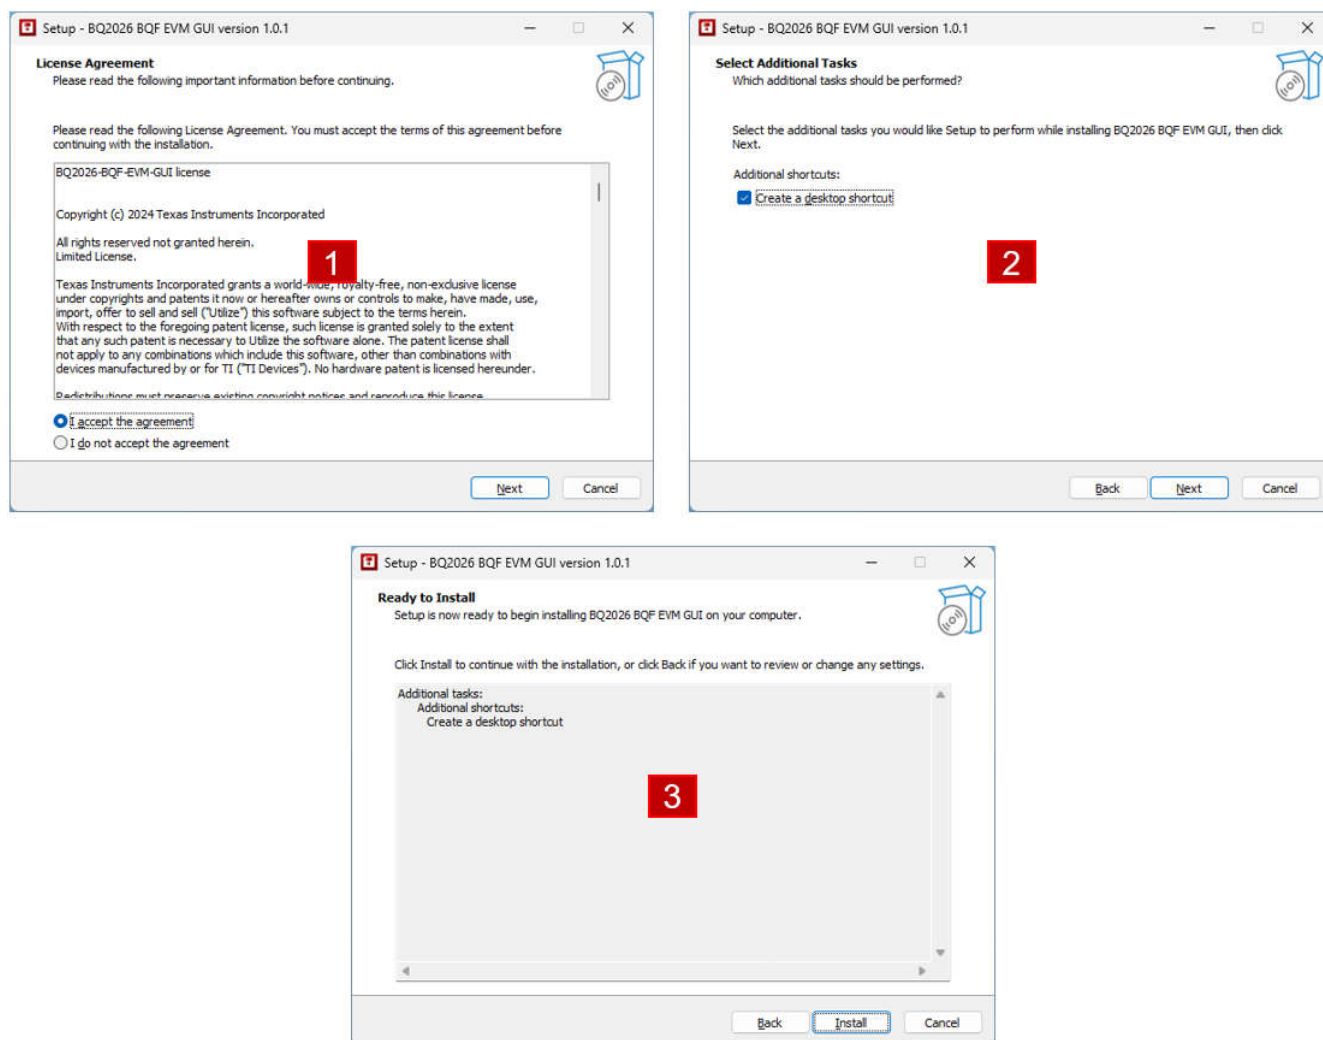 Setup - BQ2026 BQF EVM GUI version 1.0.1
License Agreement
Please read the following important information before continuing.
Please read the following License Agreement. You must accept the terms of this agreement before
continuing with the installation.
BQ2026-BQF-EVM-GUI license
Copyright (c) 2024 Texas Instruments Incorporated
All rights reserved not granted herein.
Limited License.
1
Texas Instruments Incorporated grants a world-wide, royalty-free, non-exclusive license
under copyrights and patents it now or hereafter owns or controls to make, have made, use,
import, offer to sell and sell ("Utilize") this software subject to the terms herein.
With respect to the foregoing patent license, such license is granted solely to the extent
that any such patent is necessary to Utilize the software alone. The patent license shall
not apply to any combinations which include this software, other than combinations with
devices manufactured by or for TI ("TI Devices"). No hardware patent is licensed hereunder.
Redistributions must preserve existing copyright notices and reproduce this license
I accept the agreement
I do not accept the agreement
Next
Cancel
Setup - BQ2026 BQF EVM GUI version 1.0.1
Select Additional Tasks
Which additional tasks should be performed?
Select the additional tasks you would like Setup to perform while installing BQ2026 BQF EVM GUI, then click
Next.
Additional shortcuts:
Create a desktop shortcut
2
Back
Next
Cancel
Setup - BQ2026 BQF EVM GUI version 1.0.1
Ready to Install
Setup is now ready to begin installing BQ2026 BQF EVM GUI on your computer.
Click Install to continue with the installation, or click Back if you want to review or change any settings.
Additional tasks:
Additional shortcuts:
Create a desktop shortcut
3
Back
Install
Cancel